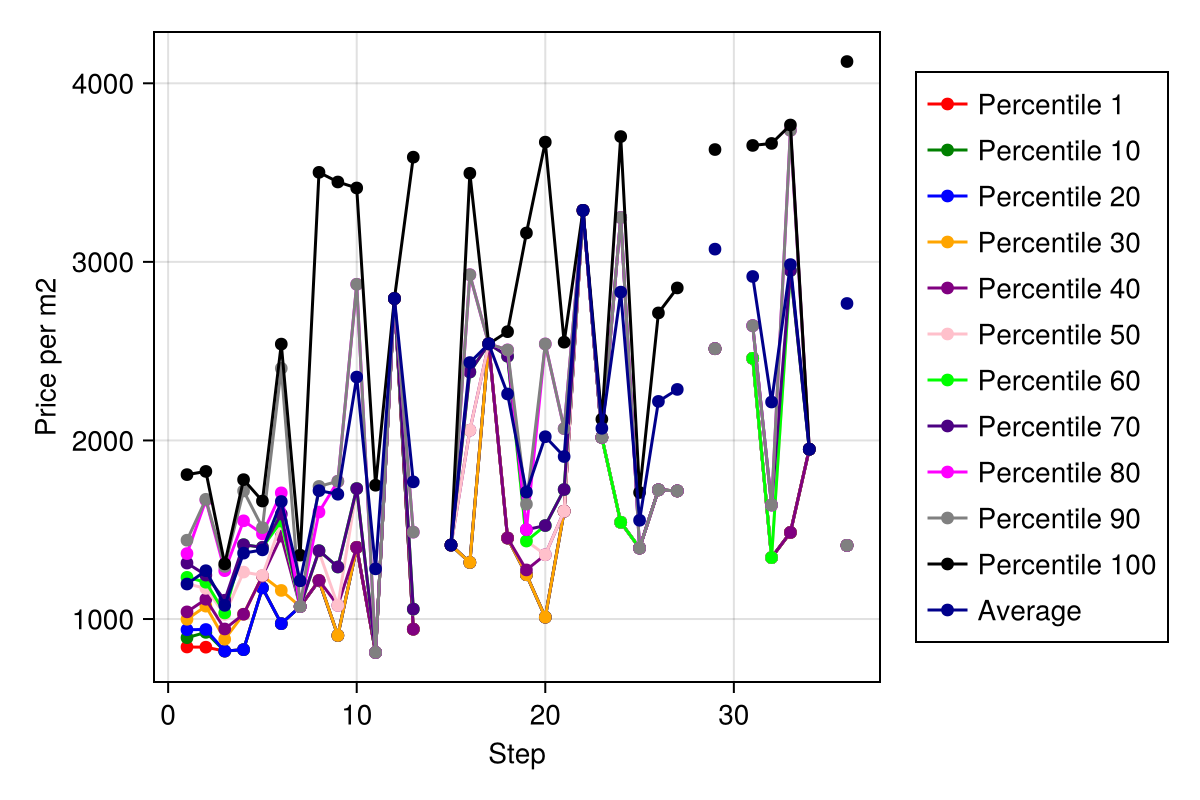 4000
3000
2000
1000
Price per m2
0
10
20
30
Step
Percentile 1
Percentile 10
Percentile 20
Percentile 30
Percentile 40
Percentile 50
Percentile 60
Percentile 70
Percentile 80
Percentile 90
Percentile 100
Average